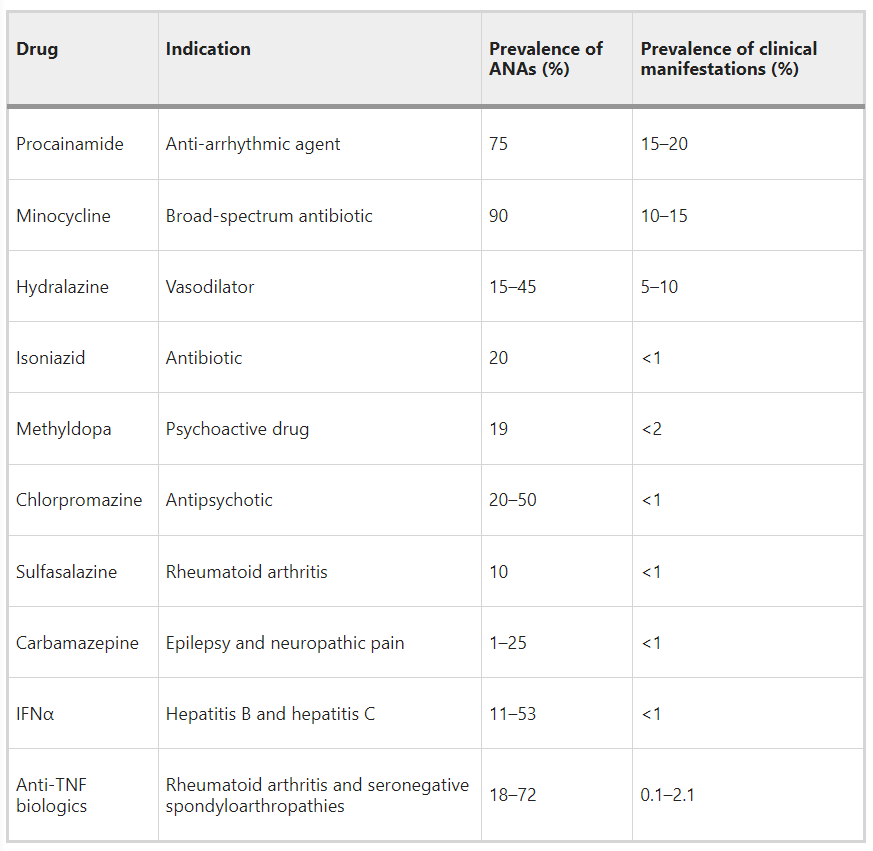 Drug Indication Prevalence of ANAs (%) Prevalence of clinical manifestations (%)
Procainamide Anti-arrhythmic agent 75 15–20
Minocycline Broad-spectrum antibiotic 90 10–15
Hydralazine Vasodilator 15–45 5–10
Isoniazid Antibiotic 20 <1
Methyldopa Psychoactive drug 19 <2
Chlorpromazine Antipsychotic 20–50 <1
Sulfasalazine Rheumatoid arthritis 10 <1
Carbamazepine Epilepsy and neuropathic pain 1–25 <1
IFNα Hepatitis B and hepatitis C 11–53 <1
Anti-TNF biologics Rheumatoid arthritis and seronegative spondyloarthropathies 18–72 0.1–2.1